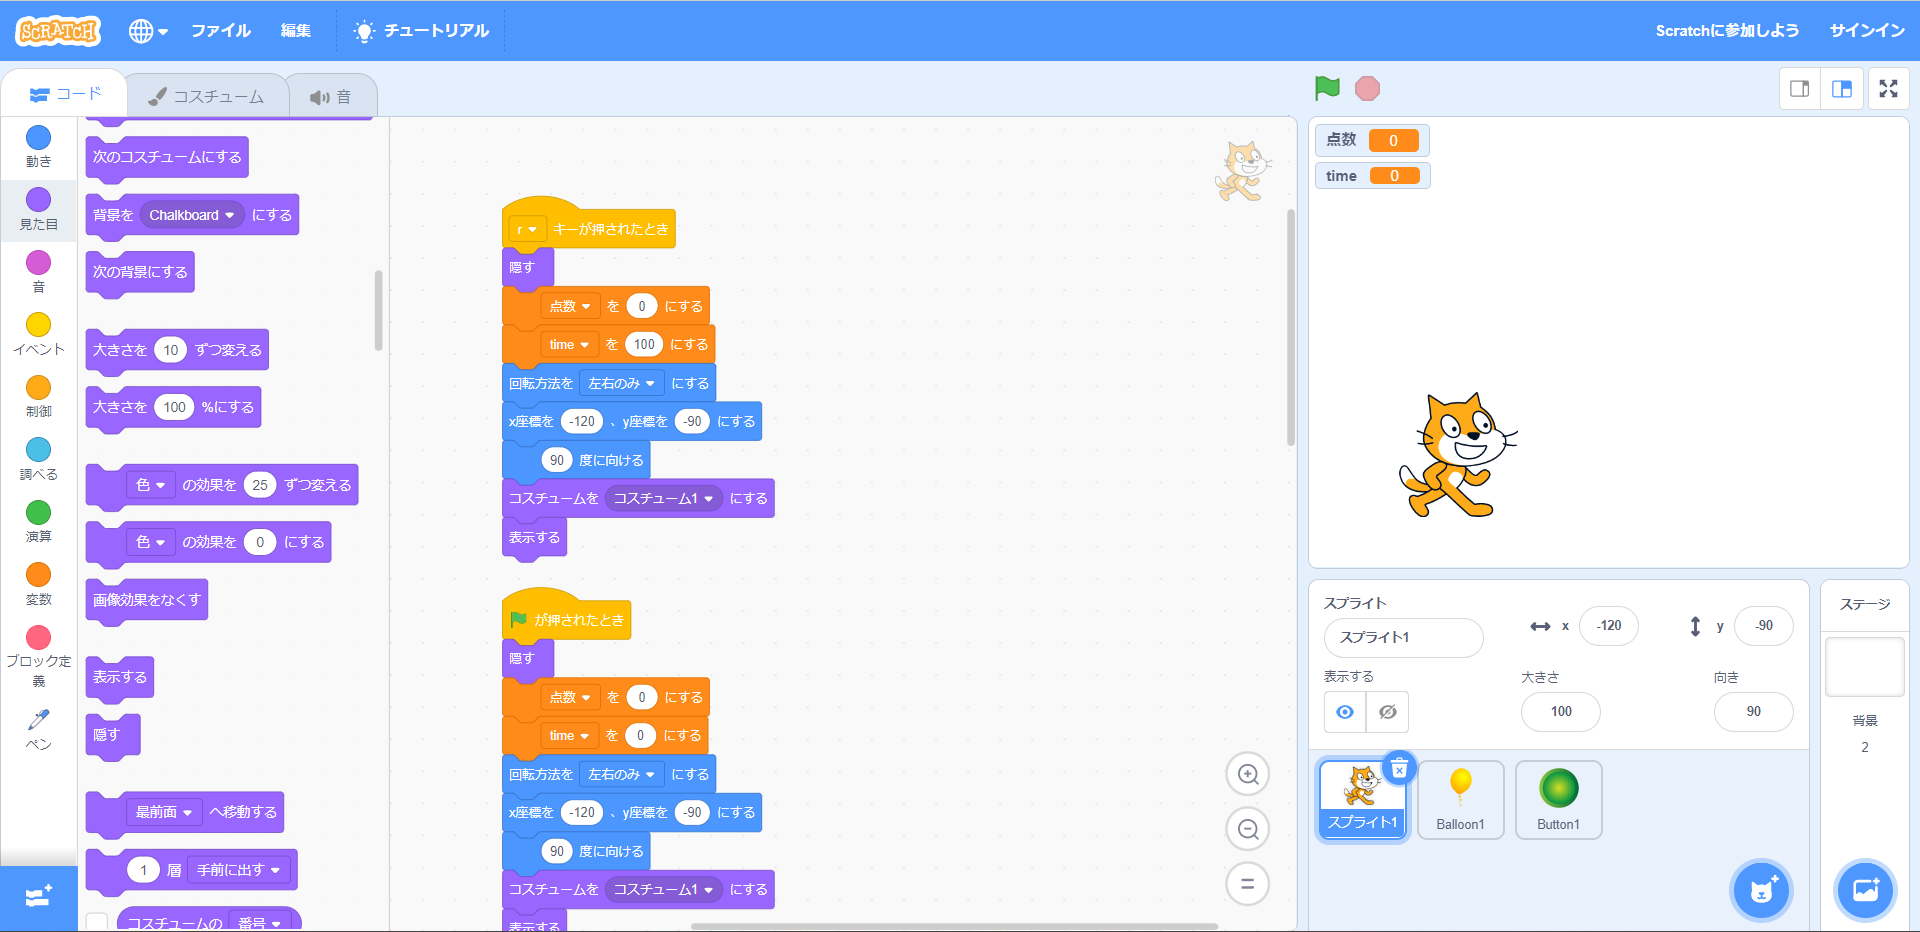 SCRATCH ファイル 編集 チュートリアル Scratchに参加しよう サインイン
コード コスチューム 音
動き
見た目
音
イベント
制御
調べる
演算
変数
ブロック定
義
ペン
次のコスチュームにする
背景を Chalkboard にする
次の背景にする
大きさを 10 ずつ変える
大きさを 100 %にする
色 の効果を 25 ずつ変える
色 の効果を 0 にする
画像効果をなくす
表示する
隠す
最前面 へ移動する
1 層 手前に出す
コスチュームの 番号
r キーが押されたとき
隠す
点数 を 0 にする
time を 100 にする
回転方法を 左右のみ にする
x座標を -120 、y座標を -90 にする
90 度に向ける
コスチュームを コスチューム1 にする
表示する
が押されたとき
隠す
点数 を 0 にする
time を 0 にする
回転方法を 左右のみ にする
x座標を -120 、y座標を -90 にする
90 度に向ける
コスチュームを コスチューム1 にする
表示する
点数 0
time 0
スプライト
スプライト1 x -120 y -90
表示する 大きさ 向き
100 90
スプライト1 Balloon1 Button1
ステージ
背景
2